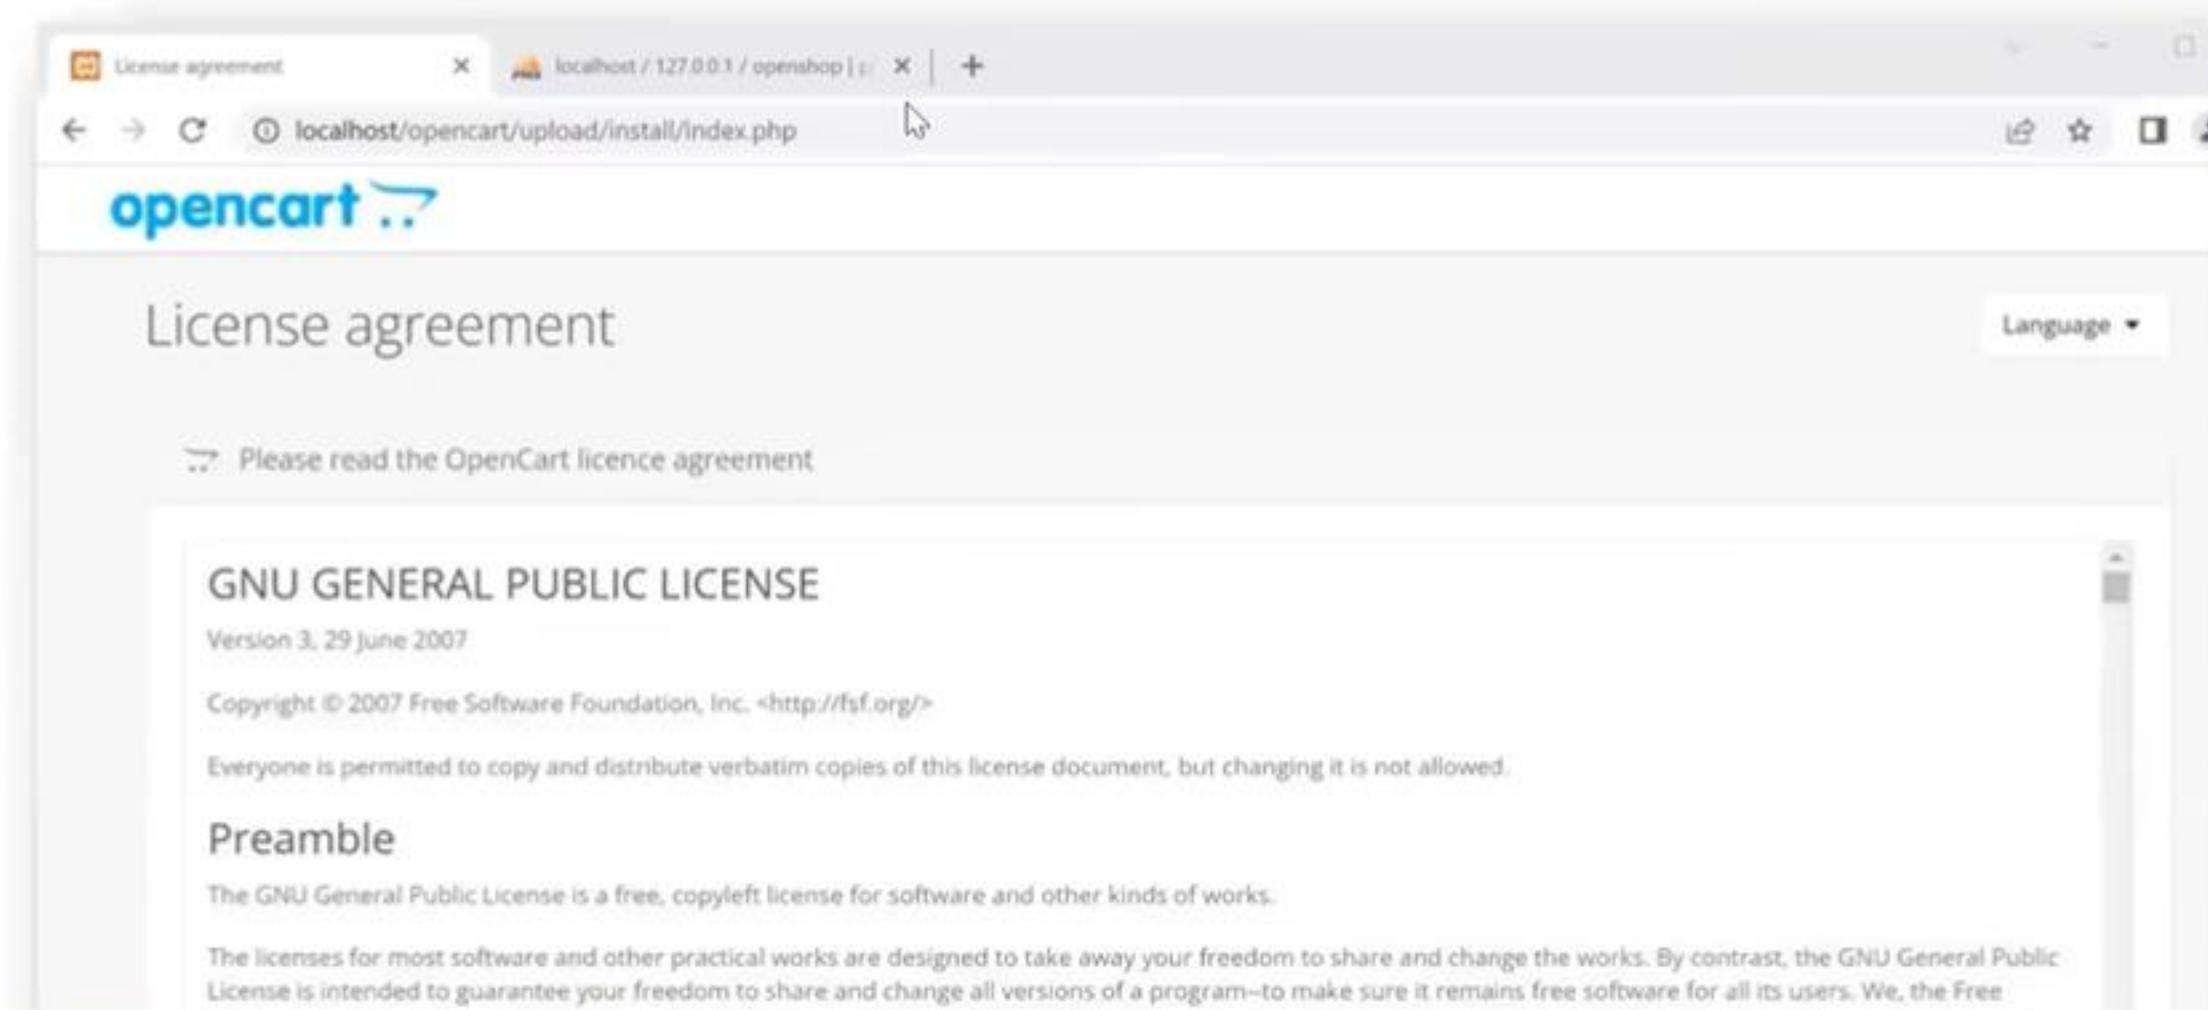 License agreement
localhost / 127.0.0.1 / openshop |
localhost/opencart/upload/install/index.php
opencart
License agreement
Language
Please read the OpenCart licence agreement
GNU GENERAL PUBLIC LICENSE
Version 3, 29 June 2007
Copyright © 2007 Free Software Foundation, Inc. <http://fsf.org/>
Everyone is permitted to copy and distribute verbatim copies of this license document, but changing it is not allowed.
Preamble
The GNU General Public License is a free, copyleft license for software and other kinds of works.
The licenses for most software and other practical works are designed to take away your freedom to share and change the works. By contrast, the GNU General Public
License is intended to guarantee your freedom to share and change all versions of a program--to make sure it remains free software for all its users. We, the Free